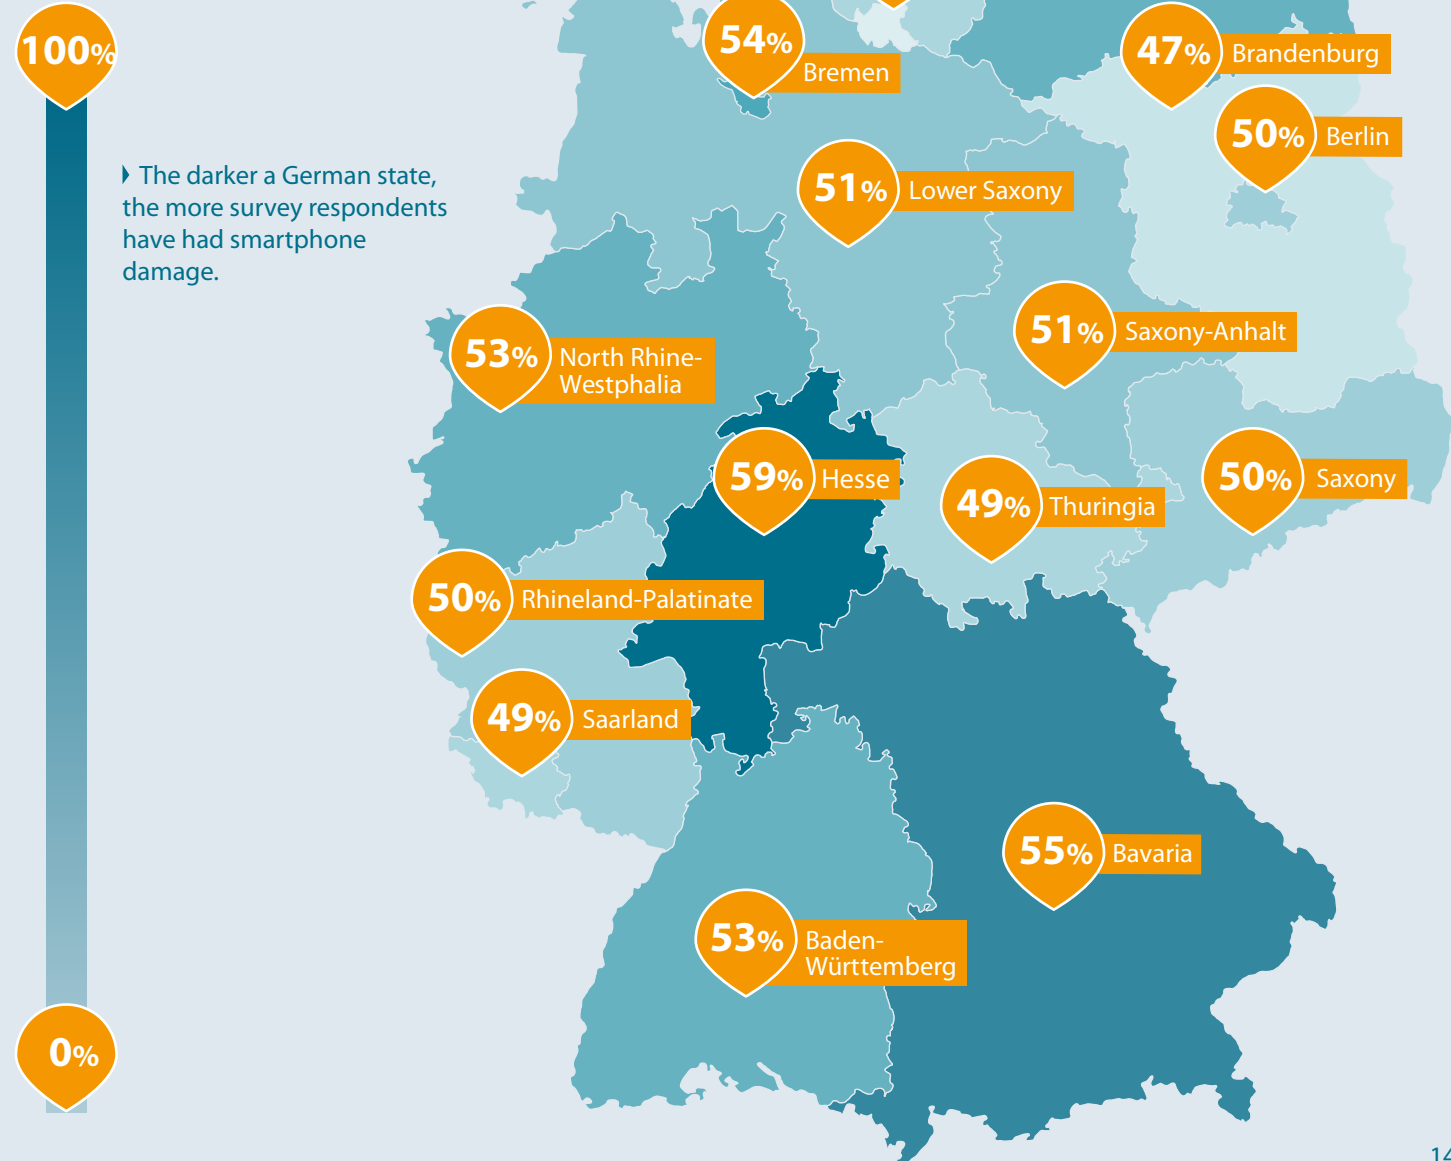 100%
54%
Bremen
47%
Brandenburg
50%
Berlin
The darker a German state,
the more survey respondents
have had smartphone
damage.
51%
Lower Saxony
51%
Saxony-Anhalt
53%
North Rhine-
Westphalia
59%
Hesse
49%
Thuringia
50%
Saxony
50%
Rhineland-Palatinate
49%
Saarland
55%
Bavaria
53%
Baden-
Württemberg
0%
14